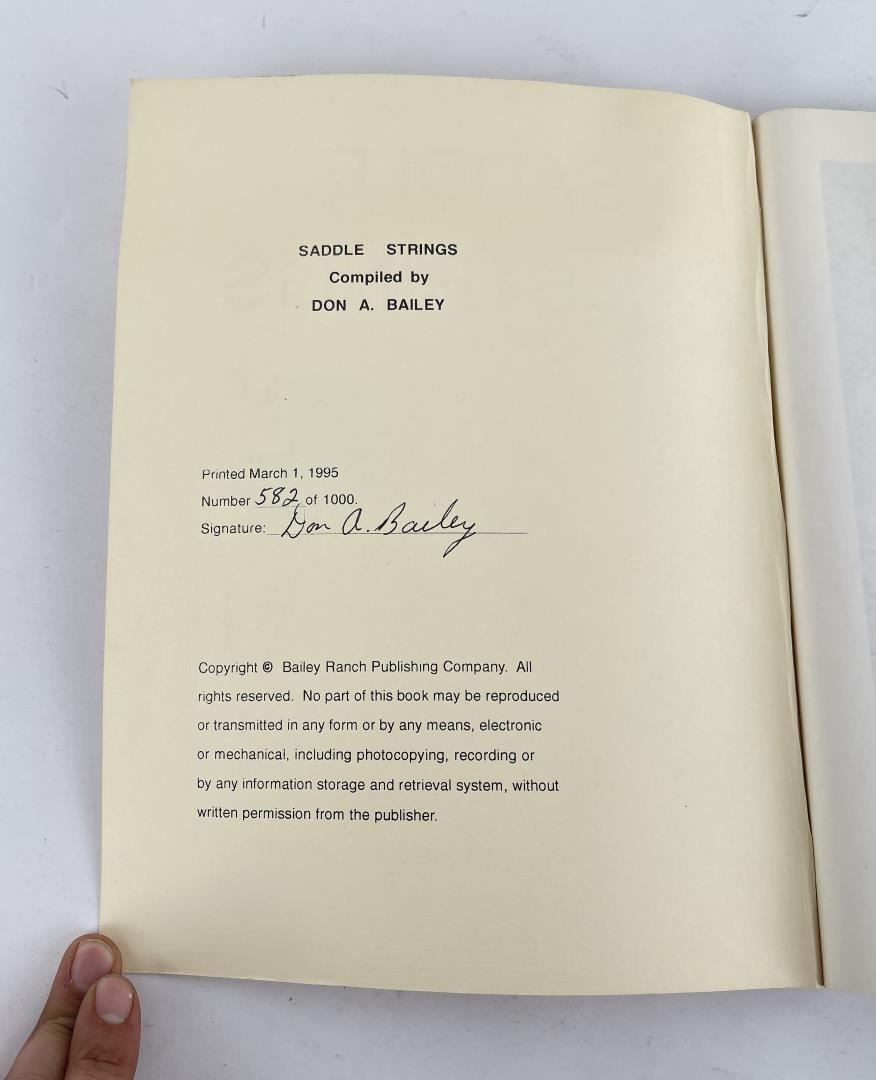 SADDLE STRINGS
Compiled by
DON A. BAILEY
Printed March 1, 1995
Number 582 of 1000.
Signature: Don A. Bailey
Copyright © Bailey Ranch Publishing Company. All
rights reserved. No part of this book may be reproduced
or transmitted in any form or by any means, electronic
or mechanical, including photocopying, recording or
by any information storage and retrieval system, without
written permission from the publisher.